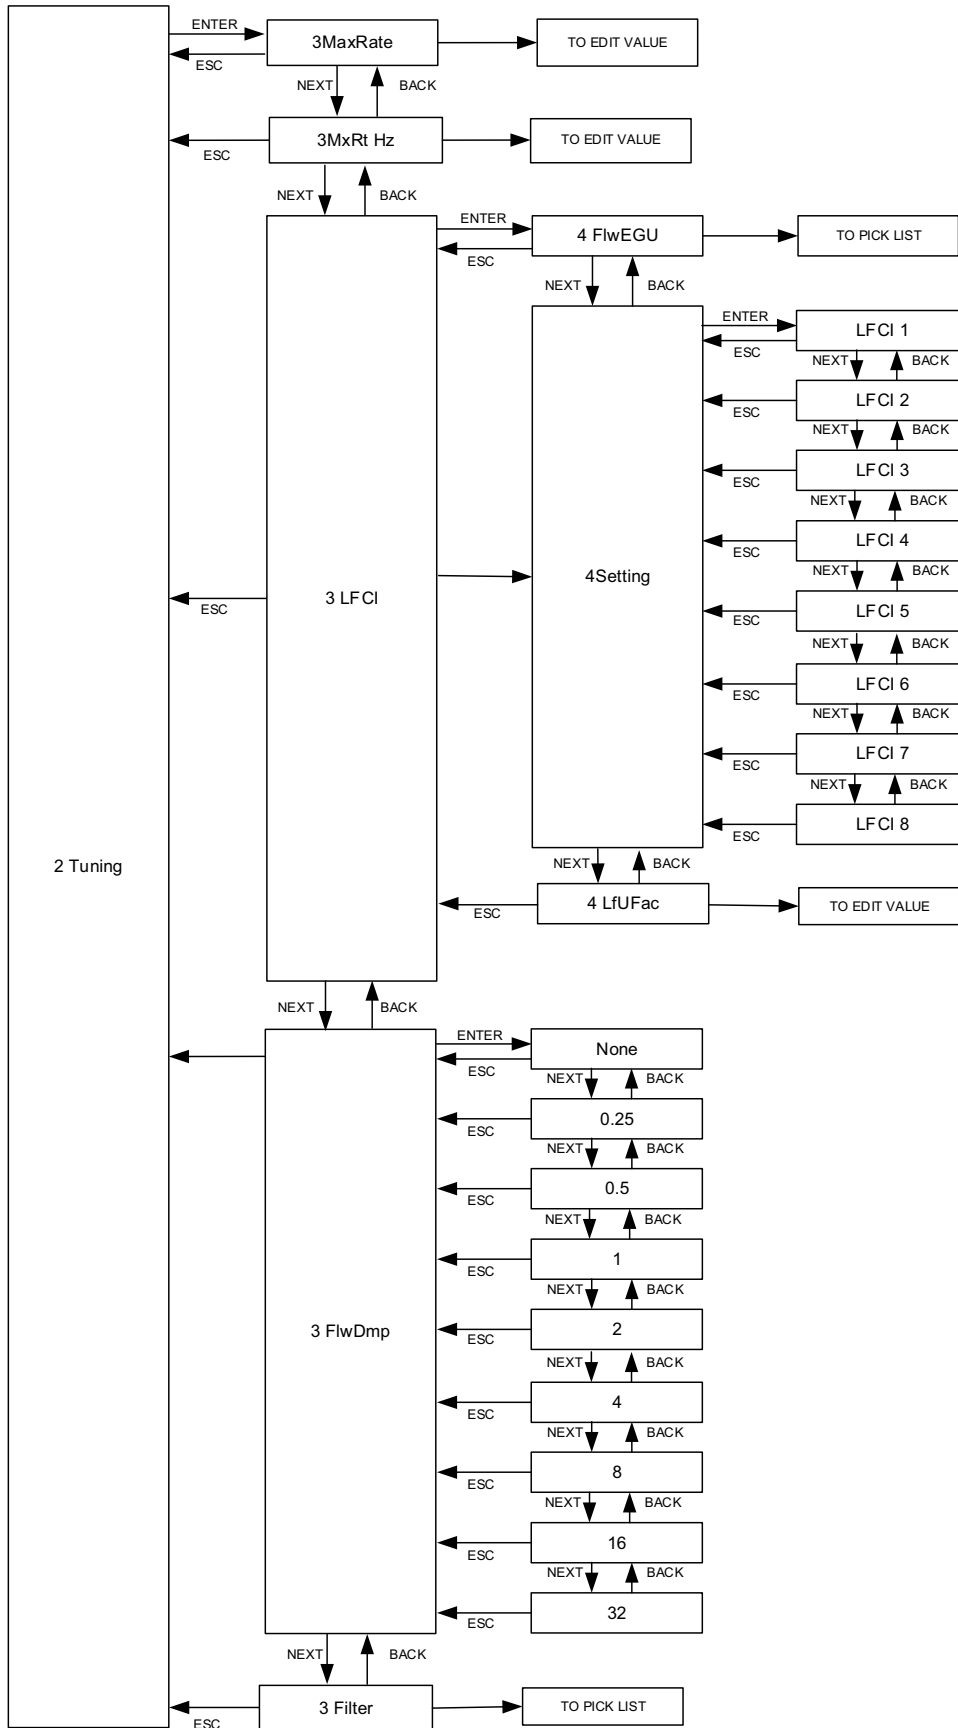 ENTER
3MaxRate
TO EDIT VALUE
ESC
NEXT
BACK
3MxRt Hz
TO EDIT VALUE
ESC
NEXT
BACK
ENTER
4 FlwEGU
TO PICK LIST
ESC
NEXT
BACK
ENTER
LFCI 1
ESC
NEXT
BACK
LFCI 2
ESC
NEXT
BACK
LFCI 3
ESC
NEXT
BACK
LFCI 4
ESC
NEXT
BACK
3 LFCI
4Setting
LFCI 5
ESC
ESC
NEXT
BACK
LFCI 6
ESC
NEXT
BACK
LFCI 7
ESC
NEXT
BACK
LFCI 8
ESC
2 Tuning
NEXT
BACK
4 LfUFac
TO EDIT VALUE
ESC
NEXT
BACK
ENTER
None
ESC
NEXT
BACK
0.25
ESC
NEXT
BACK
0.5
ESC
NEXT
BACK
1
ESC
NEXT
BACK
3 FlwDmp
2
ESC
NEXT
BACK
4
ESC
NEXT
BACK
8
ESC
NEXT
BACK
16
ESC
NEXT
BACK
32
ESC
NEXT
BACK
3 Filter
TO PICK LIST
ESC